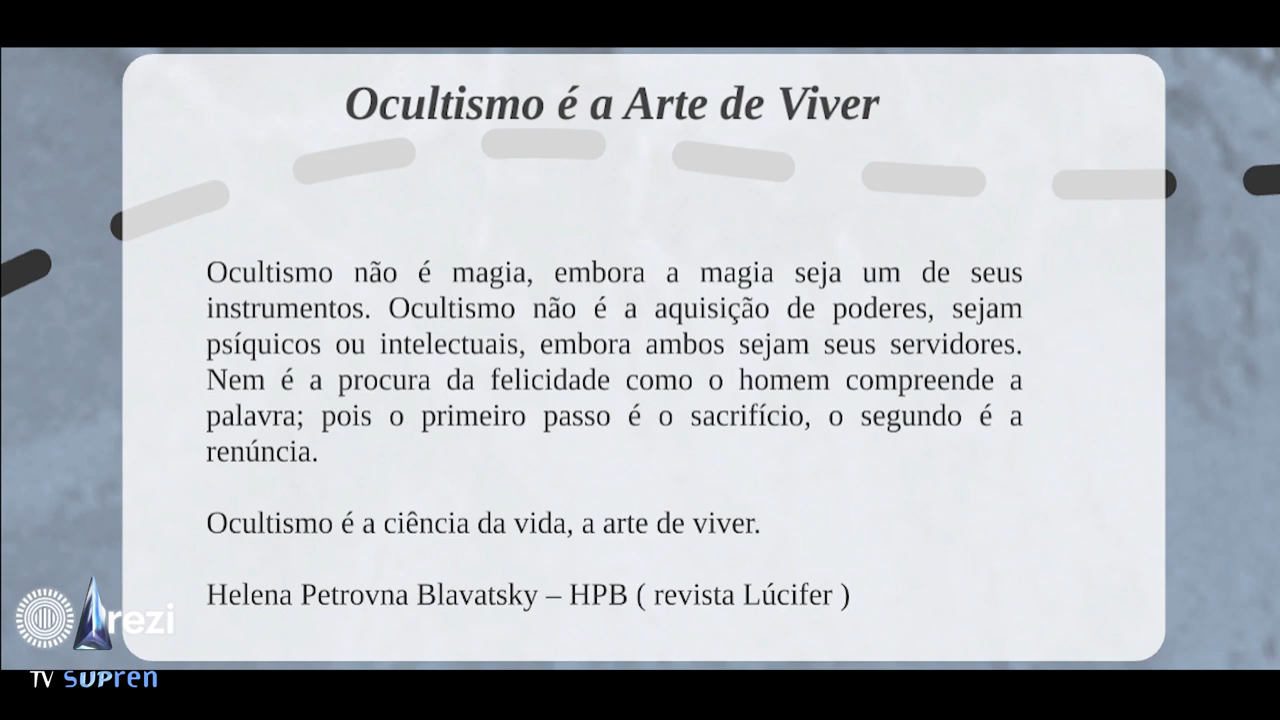 Ocultismo é a Arte de Viver
Ocultismo não é magia, embora a magia seja um de seus
instrumentos. Ocultismo não é a aquisição de poderes, sejam
psíquicos ou intelectuais, embora ambos sejam seus servidores.
Nem é a procura da felicidade como o homem compreende a
palavra; pois o primeiro passo é o sacrifício, o segundo é a
renúncia.
Ocultismo é a ciência da vida, a arte de viver.
Helena Petrovna Blavatsky – HPB ( revista Lúcifer )
rezi
TV Supren